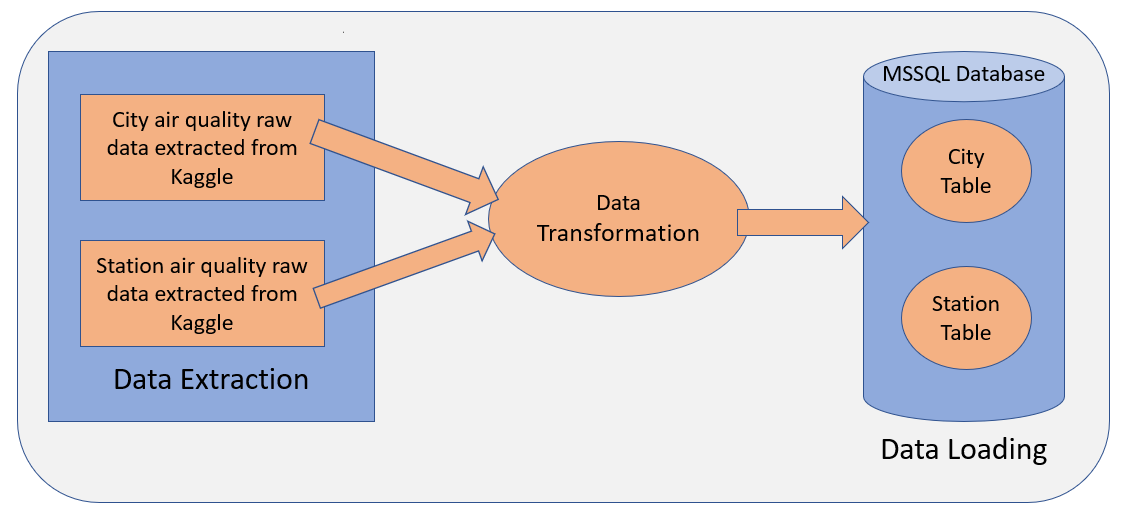 City air quality raw
data extracted from
Kaggle
Station air quality raw
data extracted from
Kaggle
Data Extraction
Data
Transformation
MSSQL Database
City
Table
Station
Table
Data Loading